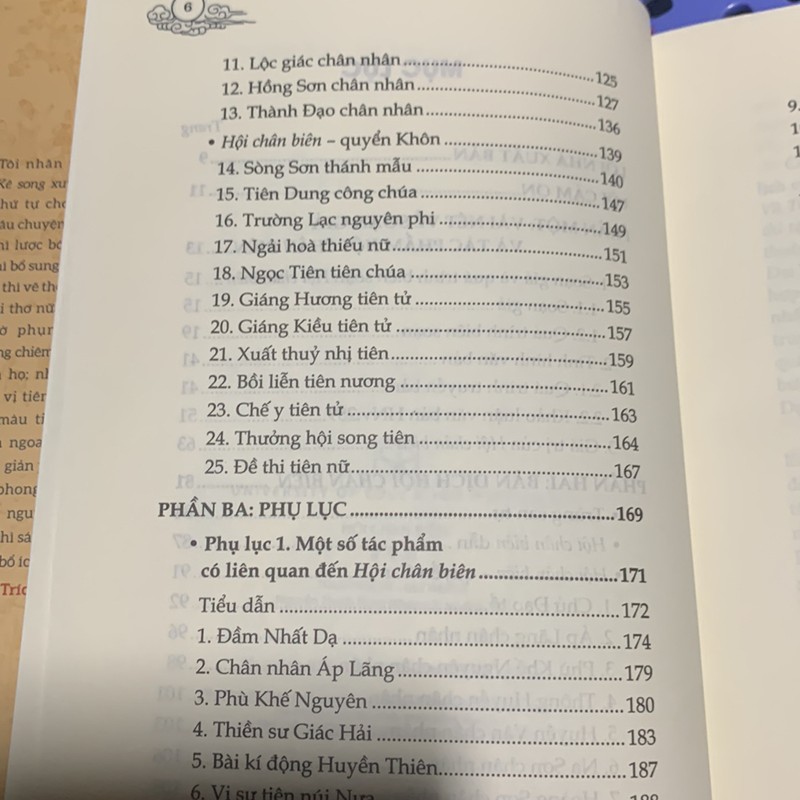 6
11. Lộc giác chân nhân ..... 125
12. Hồng Sơn chân nhân ..... 127
13. Thành Đạo chân nhân ..... 136
• Hội chân biên – quyển Khôn ..... 139
14. Sòng Sơn thánh mẫu ..... 140
15. Tiên Dung công chúa ..... 147
16. Trường Lạc nguyên phi ..... 149
17. Ngải hoà thiếu nữ ..... 151
18. Ngọc Tiên tiên chúa ..... 153
19. Giáng Hương tiên tử ..... 155
20. Giáng Kiều tiên tử ..... 157
21. Xuất thuỷ nhị tiên ..... 159
22. Bồi liễn tiên nương ..... 161
23. Chế y tiên tử ..... 163
24. Thưởng hội song tiên ..... 164
25. Đề thi tiên nữ ..... 167
PHẦN BA: PHỤ LỤC ..... 169
• Phụ lục 1. Một số tác phẩm
có liên quan đến Hội chân biên ..... 171
Tiểu dẫn ..... 172
1. Đầm Nhất Dạ ..... 174
2. Chân nhân Áp Lãng ..... 179
3. Phù Khế Nguyên ..... 180
4. Thiền sư Giác Hải ..... 183
5. Bài kí động Huyền Thiên ..... 187
6. Vị sư tiên núi Nưa